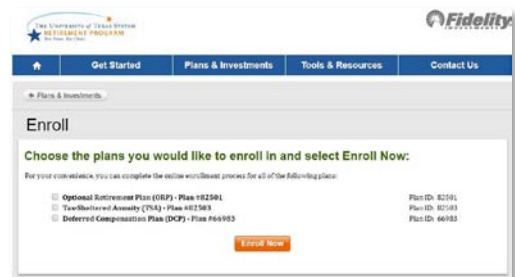 THE UNIVERSITY of TEXAS SYSTEM
RETIREMENT PROGRAM
Fidelity
INVESTMENTS
Get Started
Plans & Investments
Tools & Resources
Contact Us
Plans & Investments
Enroll
Choose the plans you would like to enroll in and select Enroll Now:
For your convenience, you can complete the online enrollment process for all of the following plans:
Optional Retirement Plan (ORP) - Plan #82501 Plan ID: 82501
Tax-Sheltered Annuity (TSA) - Plan #82503 Plan ID: 82503
Deferred Compensation Plan (DCP) - Plan #66983 Plan ID: 66983
Enroll Now